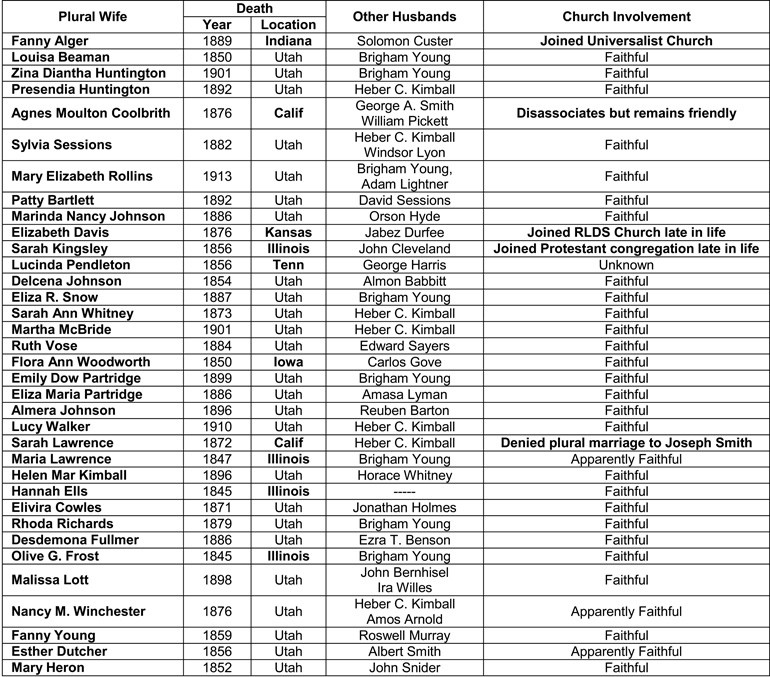 Plural Wife Death Other Husbands Church Involvement
Year Location
Fanny Alger 1889 Indiana Solomon Custer Joined Universalist Church
Louisa Beaman 1850 Utah Brigham Young Faithful
Zina Diantha Huntington 1901 Utah Brigham Young Faithful
Presendia Huntington 1892 Utah Heber C. Kimball Faithful
Agnes Moulton Coolbrith 1876 Calif George A. Smith Disassociates but remains friendly
William Pickett
Sylvia Sessions 1882 Utah Heber C. Kimball Faithful
Windsor Lyon
Mary Elizabeth Rollins 1913 Utah Brigham Young, Faithful
Adam Lightner
Patty Bartlett 1892 Utah David Sessions Faithful
Marinda Nancy Johnson 1886 Utah Orson Hyde Faithful
Elizabeth Davis 1876 Kansas Jabez Durfee Joined RLDS Church late in life
Sarah Kingsley 1856 Illinois John Cleveland Joined Protestant congregation late in life
Lucinda Pendleton 1856 Tenn George Harris Unknown
Delcena Johnson 1854 Utah Almon Babbitt Faithful
Eliza R. Snow 1887 Utah Brigham Young Faithful
Sarah Ann Whitney 1873 Utah Heber C. Kimball Faithful
Martha McBride 1901 Utah Heber C. Kimball Faithful
Ruth Vose 1884 Utah Edward Sayers Faithful
Flora Ann Woodworth 1850 Iowa Carlos Gove Faithful
Emily Dow Partridge 1899 Utah Brigham Young Faithful
Eliza Maria Partridge 1886 Utah Amasa Lyman Faithful
Almera Johnson 1896 Utah Reuben Barton Faithful
Lucy Walker 1910 Utah Heber C. Kimball Faithful
Sarah Lawrence 1872 Calif Heber C. Kimball Denied plural marriage to Joseph Smith
Maria Lawrence 1847 Illinois Brigham Young Apparently Faithful
Helen Mar Kimball 1896 Utah Horace Whitney Faithful
Hannah Ells 1845 Illinois ----- Faithful
Elivira Cowles 1871 Utah Jonathan Holmes Faithful
Rhoda Richards 1879 Utah Brigham Young Faithful
Desdemona Fullmer 1886 Utah Ezra T. Benson Faithful
Olive G. Frost 1845 Illinois Brigham Young Faithful
Malissa Lott 1898 Utah John Bernhisel Faithful
Ira Willes
Nancy M. Winchester 1876 Utah Heber C. Kimball Apparently Faithful
Amos Arnold
Fanny Young 1859 Utah Roswell Murray Faithful
Esther Dutcher 1856 Utah Albert Smith Apparently Faithful
Mary Heron 1852 Utah John Snider Faithful